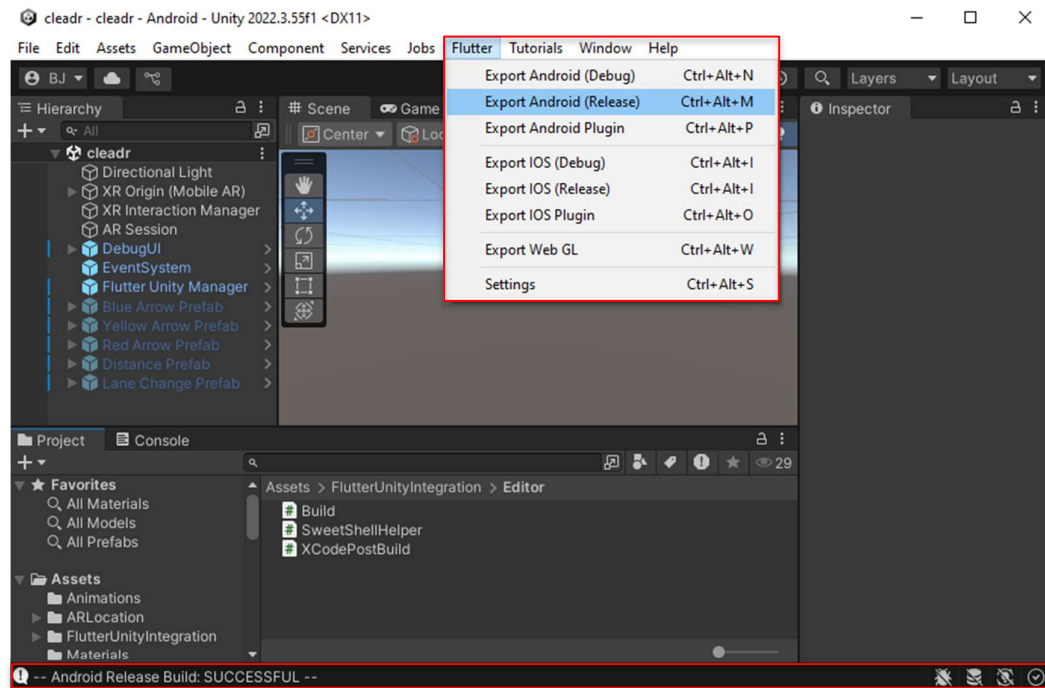 cleadr - cleadr - Android - Unity 2022.3.55f1 <DX11>
File Edit Assets GameObject Component Services Jobs Flutter Tutorials Window Help
BJ
Layers
Layout
Export Android (Debug) Ctrl+Alt+N
Export Android (Release) Ctrl+Alt+M
Export Android Plugin Ctrl+Alt+P
Export IOS (Debug) Ctrl+Alt+I
Export IOS (Release) Ctrl+Alt+I
Export IOS Plugin Ctrl+Alt+O
Export Web GL Ctrl+Alt+W
Settings Ctrl+Alt+S
Hierarchy
All
cleadr
Directional Light
XR Origin (Mobile AR)
XR Interaction Manager
AR Session
DebugUI
EventSystem
Flutter Unity Manager
Blue Arrow Prefab
Yellow Arrow Prefab
Red Arrow Prefab
Distance Prefab
Lane Change Prefab
Scene Game
Center
Inspector
Project Console
29
Favorites
All Materials
All Models
All Prefabs
Assets
Animations
ARLocation
FlutterUnityIntegration
Materials
Assets > FlutterUnityIntegration > Editor
Build
SweetShellHelper
XCodePostBuild
-- Android Release Build: SUCCESSFUL --